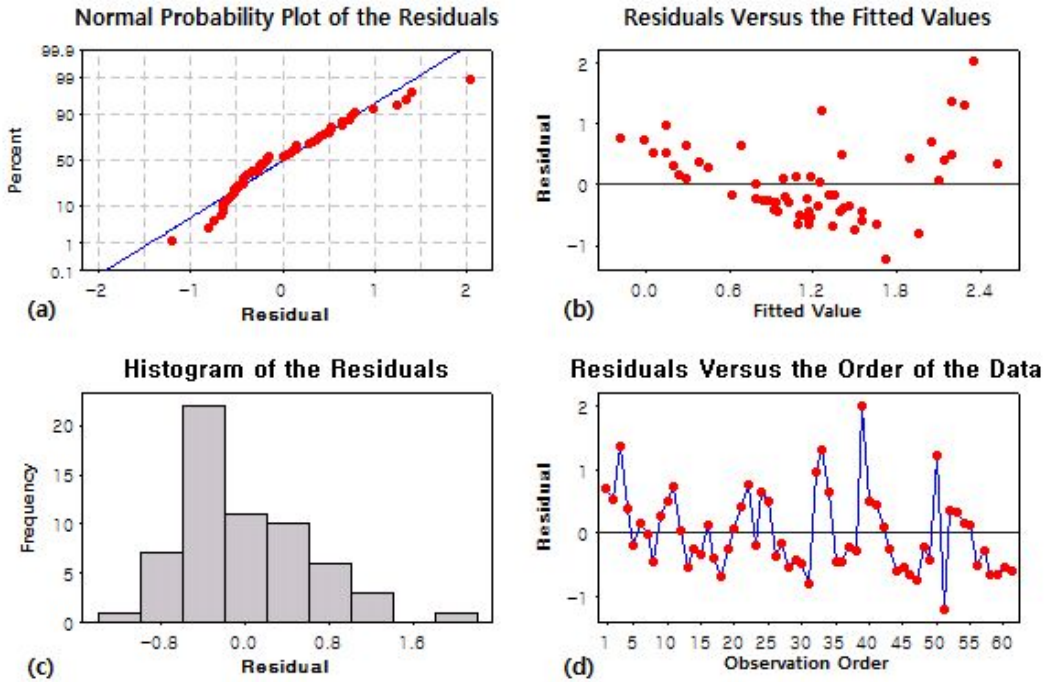 Normal Probability Plot of the Residuals
99.9
99
90
50
10
1
0.1
Percent
−2 −1 0 1 2
Residual
(a)
Residuals Versus the Fitted Values
2
1
0
−1
Residual
0.0 0.6 1.2 1.8 2.4
Fitted Value
(b)
Histogram of the Residuals
20
15
10
5
0
Frequency
−0.8 0.0 0.8 1.6
Residual
(c)
Residuals Versus the Order of the Data
2
1
0
−1
Residual
1 5 10 15 20 25 30 35 40 45 50 55 60
Observation Order
(d)